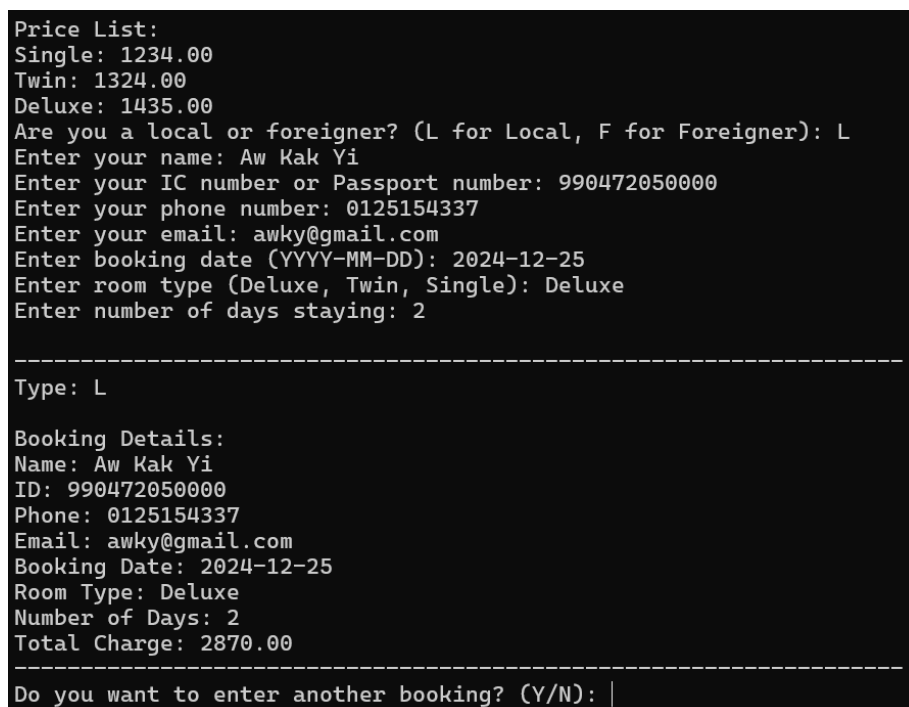 Price List:
Single: 1234.00
Twin: 1324.00
Deluxe: 1435.00
Are you a local or foreigner? (L for Local, F for Foreigner): L
Enter your name: Aw Kak Yi
Enter your IC number or Passport number: 990472050000
Enter your phone number: 0125154337
Enter your email: awky@gmail.com
Enter booking date (YYYY-MM-DD): 2024-12-25
Enter room type (Deluxe, Twin, Single): Deluxe
Enter number of days staying: 2
-------------------------------------------------------------------
Type: L
Booking Details:
Name: Aw Kak Yi
ID: 990472050000
Phone: 0125154337
Email: awky@gmail.com
Booking Date: 2024-12-25
Room Type: Deluxe
Number of Days: 2
Total Charge: 2870.00
-------------------------------------------------------------------
Do you want to enter another booking? (Y/N):